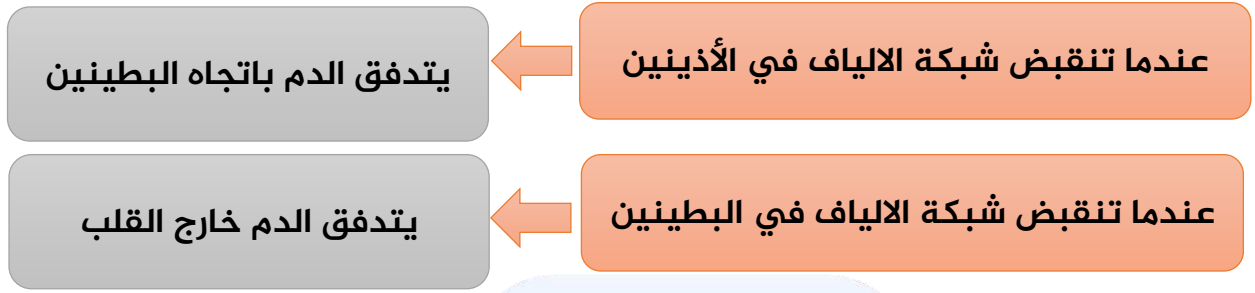 عندما تنقبض شبكة الالياف في الأذينين
يتدفق الدم باتجاه البطينين
عندما تنقبض شبكة الالياف في البطينين
يتدفق الدم خارج القلب